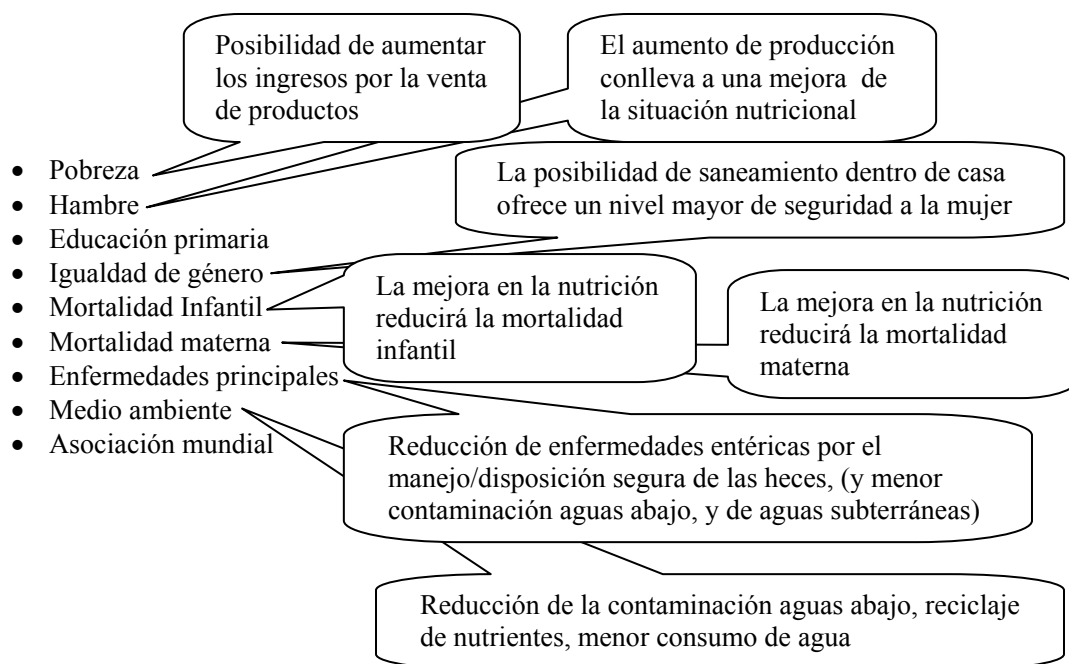 Posibilidad de aumentar
los ingresos por la venta
de productos
El aumento de producción
conlleva a una mejora de
la situación nutricional
• Pobreza
• Hambre
• Educación primaria
• Igualdad de género
• Mortalidad Infantil
• Mortalidad materna
• Enfermedades principales
• Medio ambiente
• Asociación mundial
La posibilidad de saneamiento dentro de casa
ofrece un nivel mayor de seguridad a la mujer
La mejora en la nutrición
reducirá la mortalidad
infantil
La mejora en la nutrición
reducirá la mortalidad
materna
Reducción de enfermedades entéricas por el
manejo/disposición segura de las heces, (y menor
contaminación aguas abajo, y de aguas subterráneas)
Reducción de la contaminación aguas abajo, reciclaje
de nutrientes, menor consumo de agua